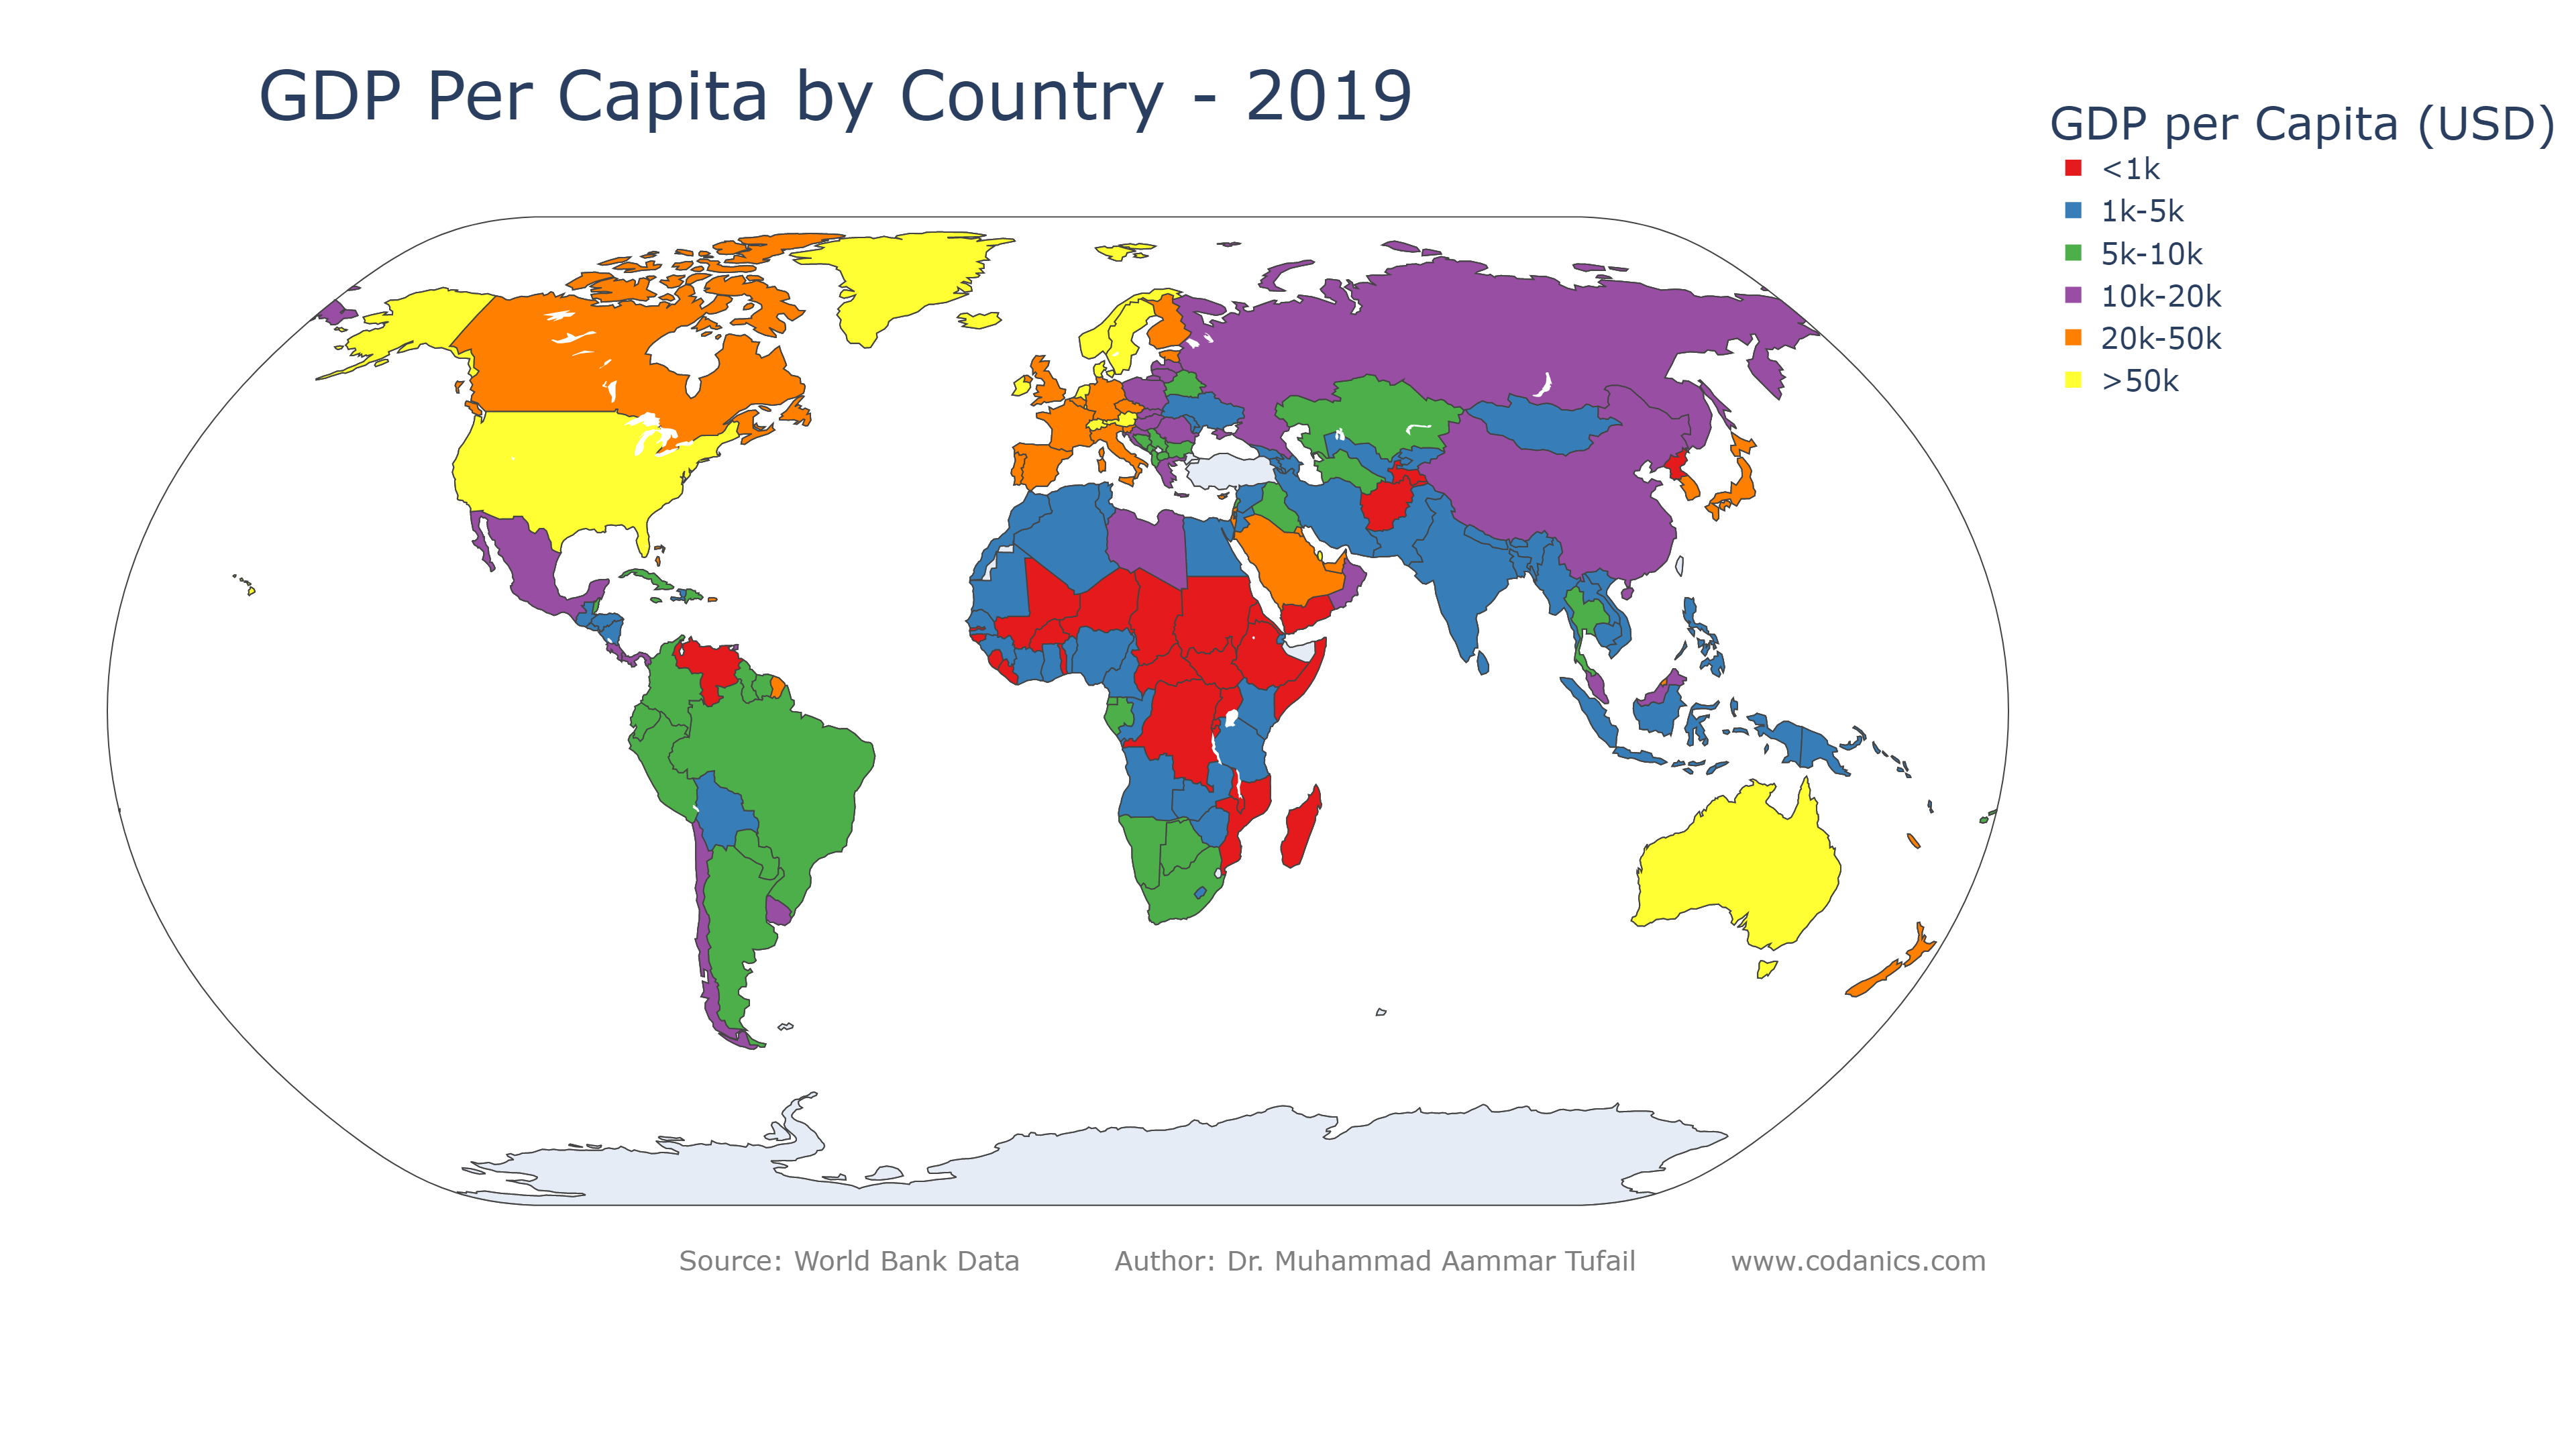 GDP Per Capita by Country - 2019
GDP per Capita (USD)
<1k
1k-5k
5k-10k
10k-20k
20k-50k
>50k
Source: World Bank Data Author: Dr. Muhammad Aammar Tufail www.codanics.com